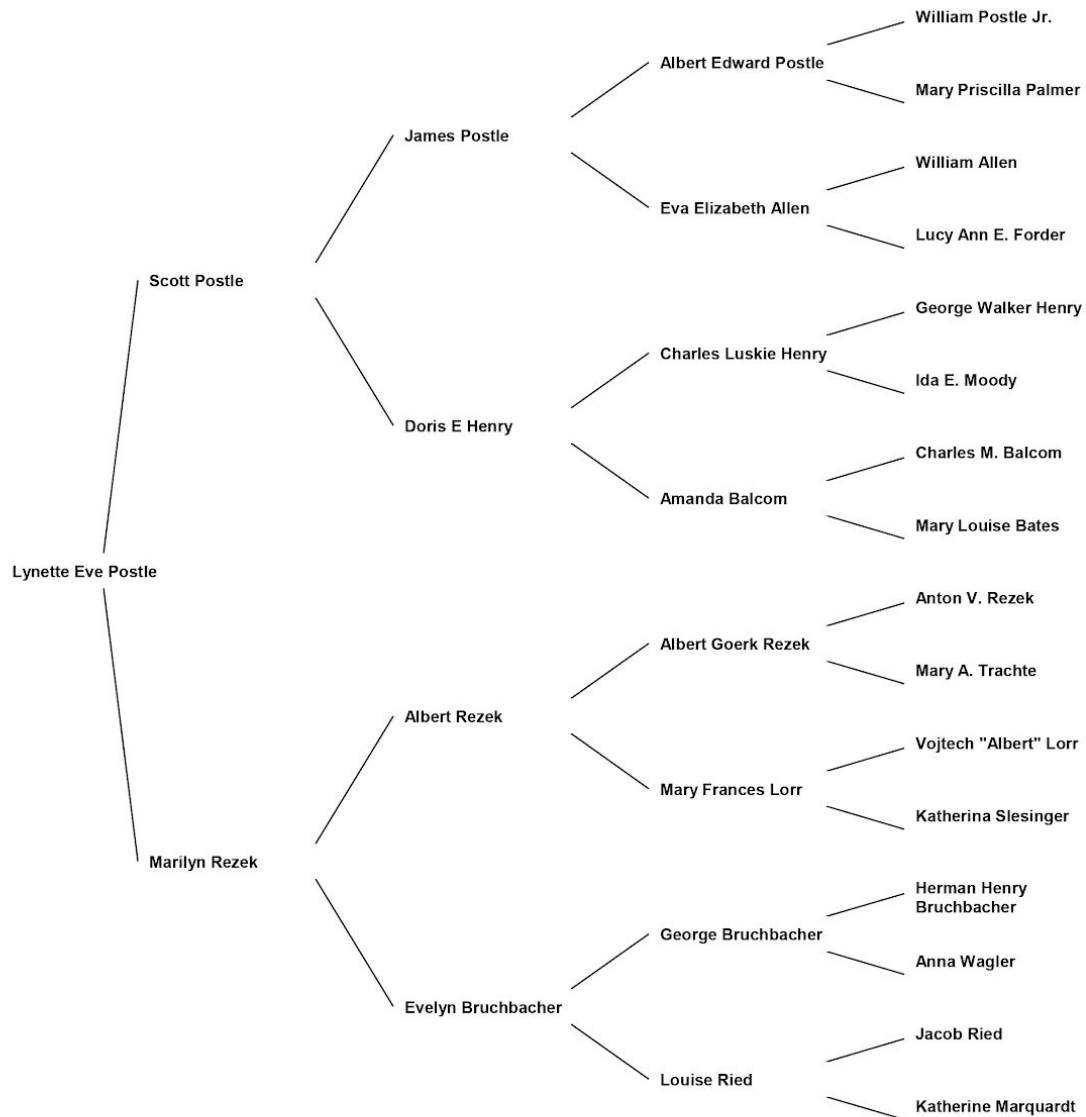 William Postle Jr.
Albert Edward Postle
Mary Priscilla Palmer
James Postle
William Allen
Eva Elizabeth Allen
Lucy Ann E. Forder
Scott Postle
George Walker Henry
Charles Luskie Henry
Ida E. Moody
Doris E Henry
Charles M. Balcom
Amanda Balcom
Mary Louise Bates
Lynette Eve Postle
Anton V. Rezek
Albert Goerk Rezek
Mary A. Trachte
Albert Rezek
Vojtech "Albert" Lorr
Mary Frances Lorr
Katherina Slesinger
Marilyn Rezek
Herman Henry
Bruchbacher
George Bruchbacher
Anna Wagler
Evelyn Bruchbacher
Jacob Ried
Louise Ried
Katherine Marquardt